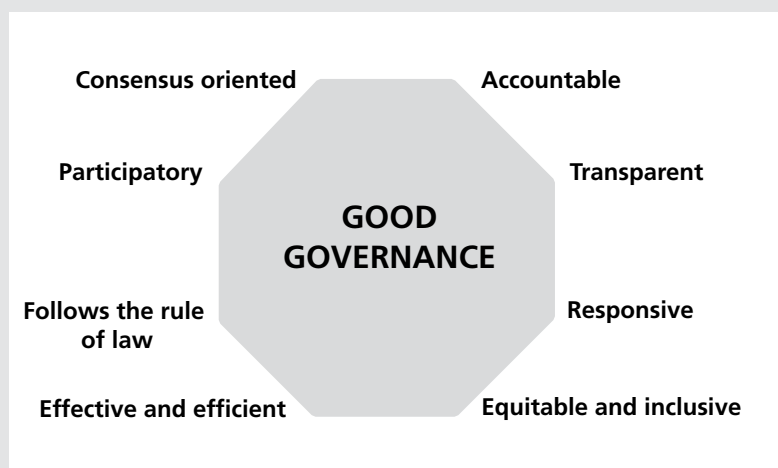 Consensus oriented
Accountable
Participatory
Transparent
GOOD
GOVERNANCE
Follows the rule
of law
Responsive
Effective and efficient
Equitable and inclusive